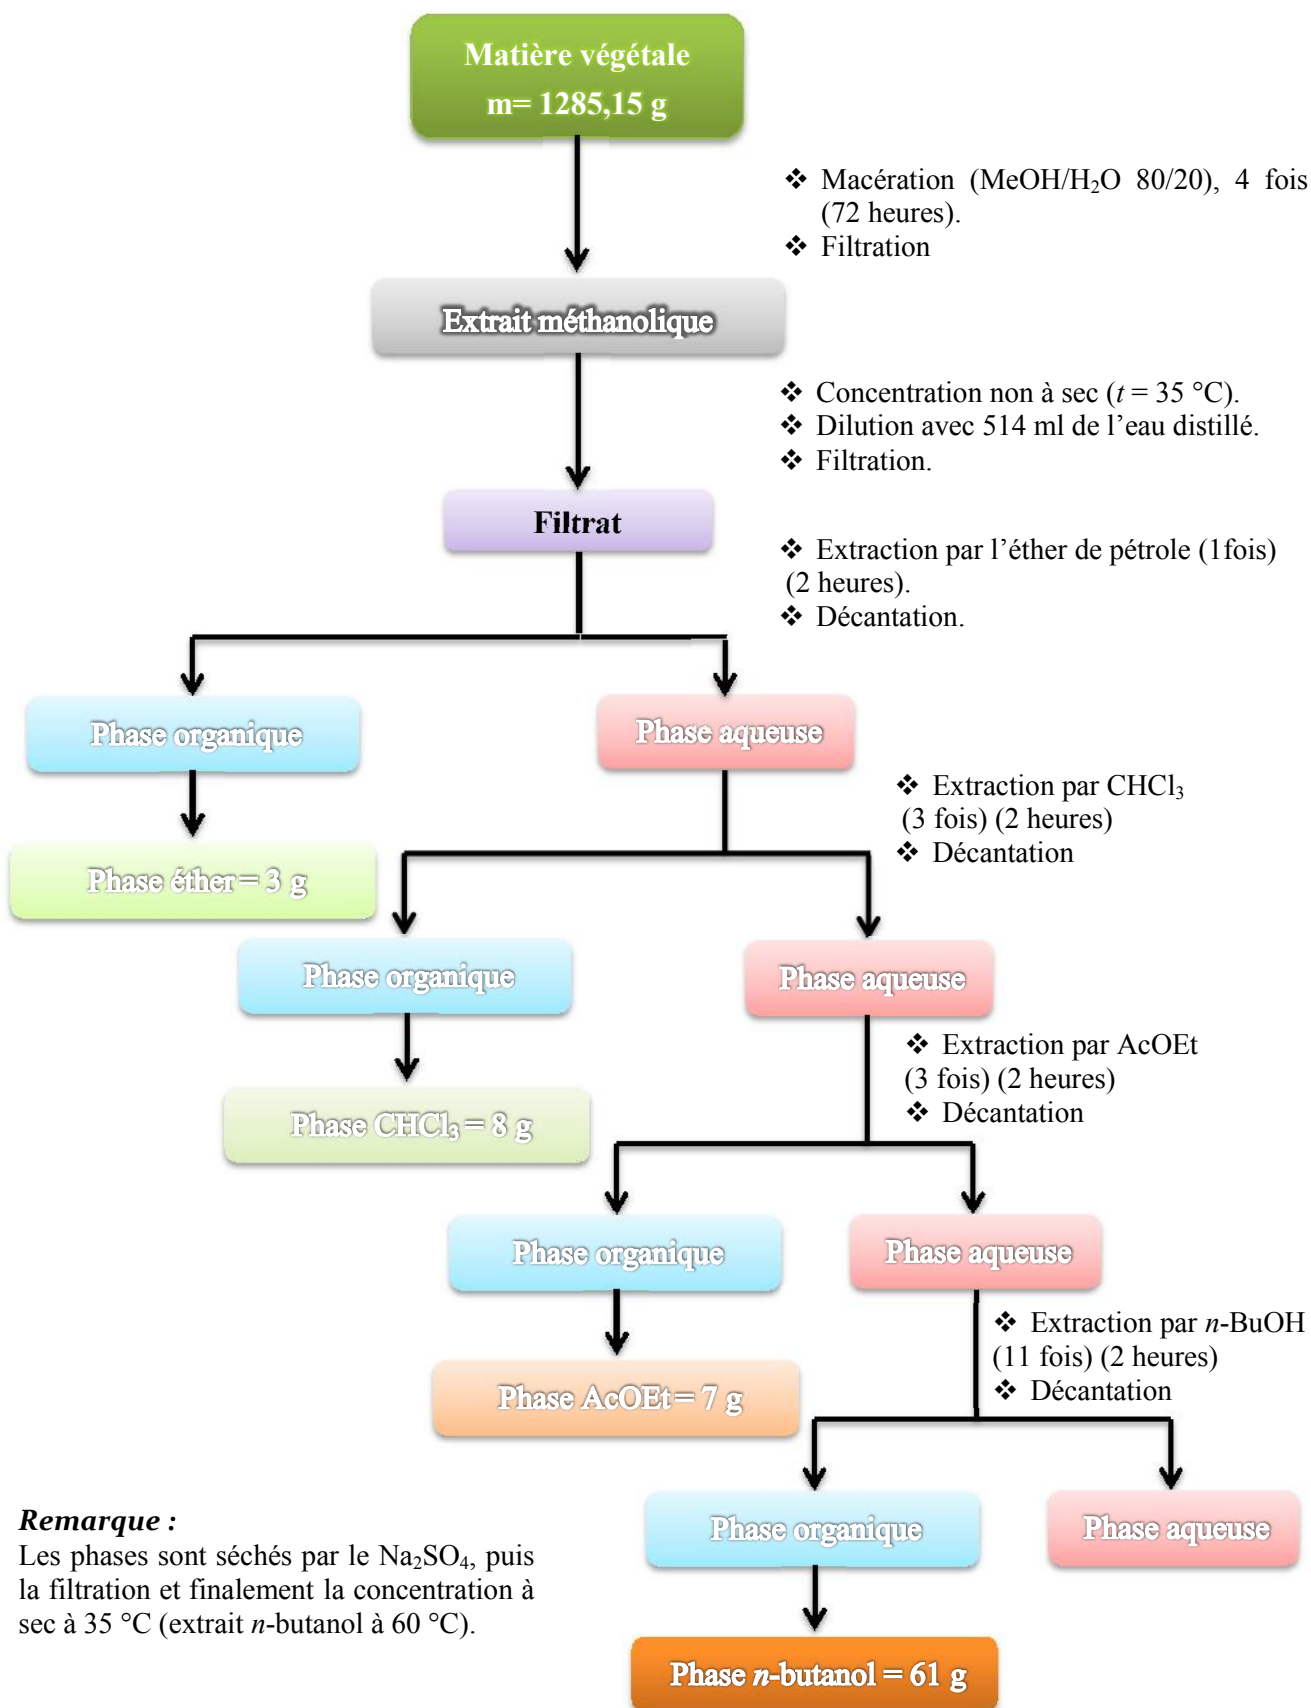 Matière végétale
m= 1285,15 g
❖ Macération (MeOH/H₂O 80/20), 4 fois
(72 heures).
❖ Filtration
Extrait méthanolique
❖ Concentration non à sec (t = 35 °C).
❖ Dilution avec 514 ml de l’eau distillé.
❖ Filtration.
Filtrat
❖ Extraction par l’éther de pétrole (1fois)
(2 heures).
❖ Décantation.
Phase organique
Phase aqueuse
❖ Extraction par CHCl₃
(3 fois) (2 heures)
❖ Décantation
Phase éther= 3 g
Phase organique
Phase aqueuse
❖ Extraction par AcOEt
(3 fois) (2 heures)
❖ Décantation
Phase CHCl₃ = 8 g
Phase organique
Phase aqueuse
❖ Extraction par n-BuOH
(11 fois) (2 heures)
❖ Décantation
Phase AcOEt = 7 g
Phase organique
Phase aqueuse
Remarque :
Les phases sont séchés par le Na₂SO₄, puis
la filtration et finalement la concentration à
sec à 35 °C (extrait n-butanol à 60 °C).
Phase n-butanol = 61 g